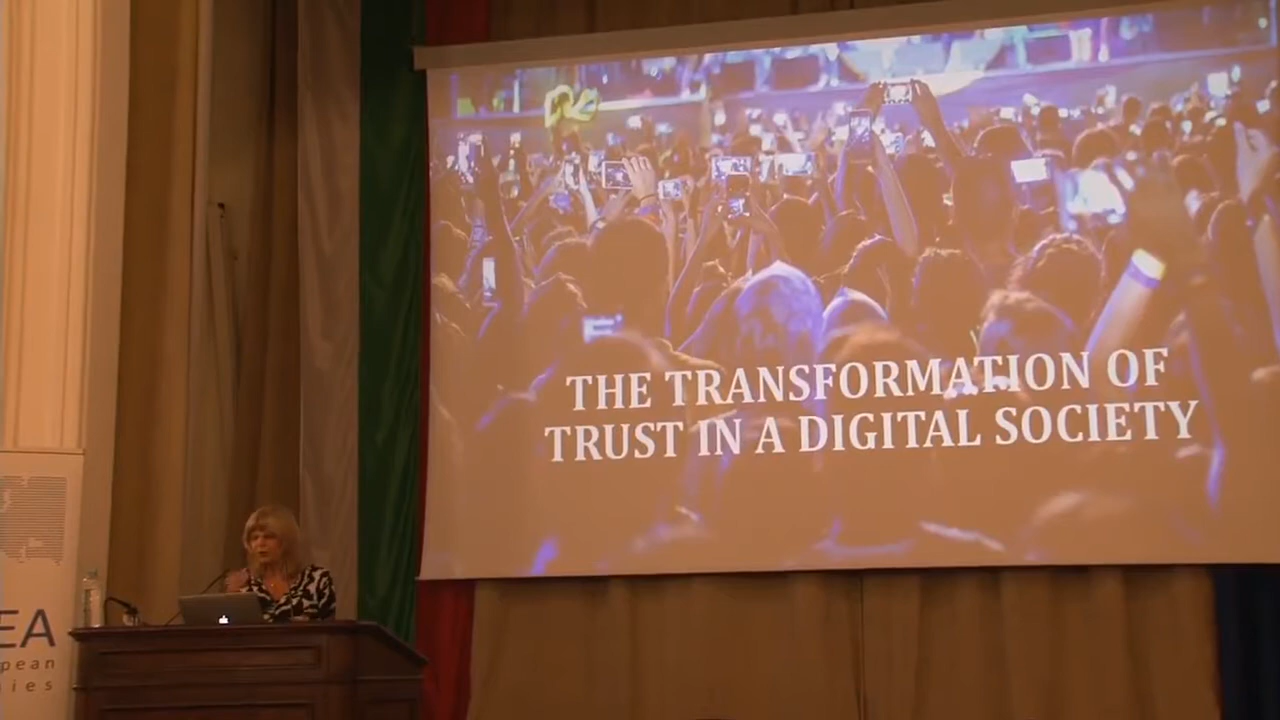 THE TRANSFORMATION OF
TRUST IN A DIGITAL SOCIETY
EA
pean
ies